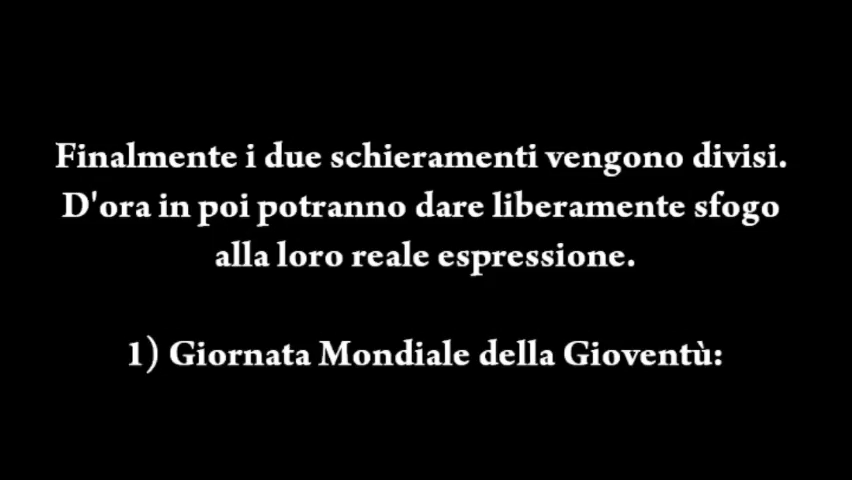 Finalmente i due schieramenti vengono divisi.
D'ora in poi potranno dare liberamente sfogo
alla loro reale espressione.
1) Giornata Mondiale della Gioventù: